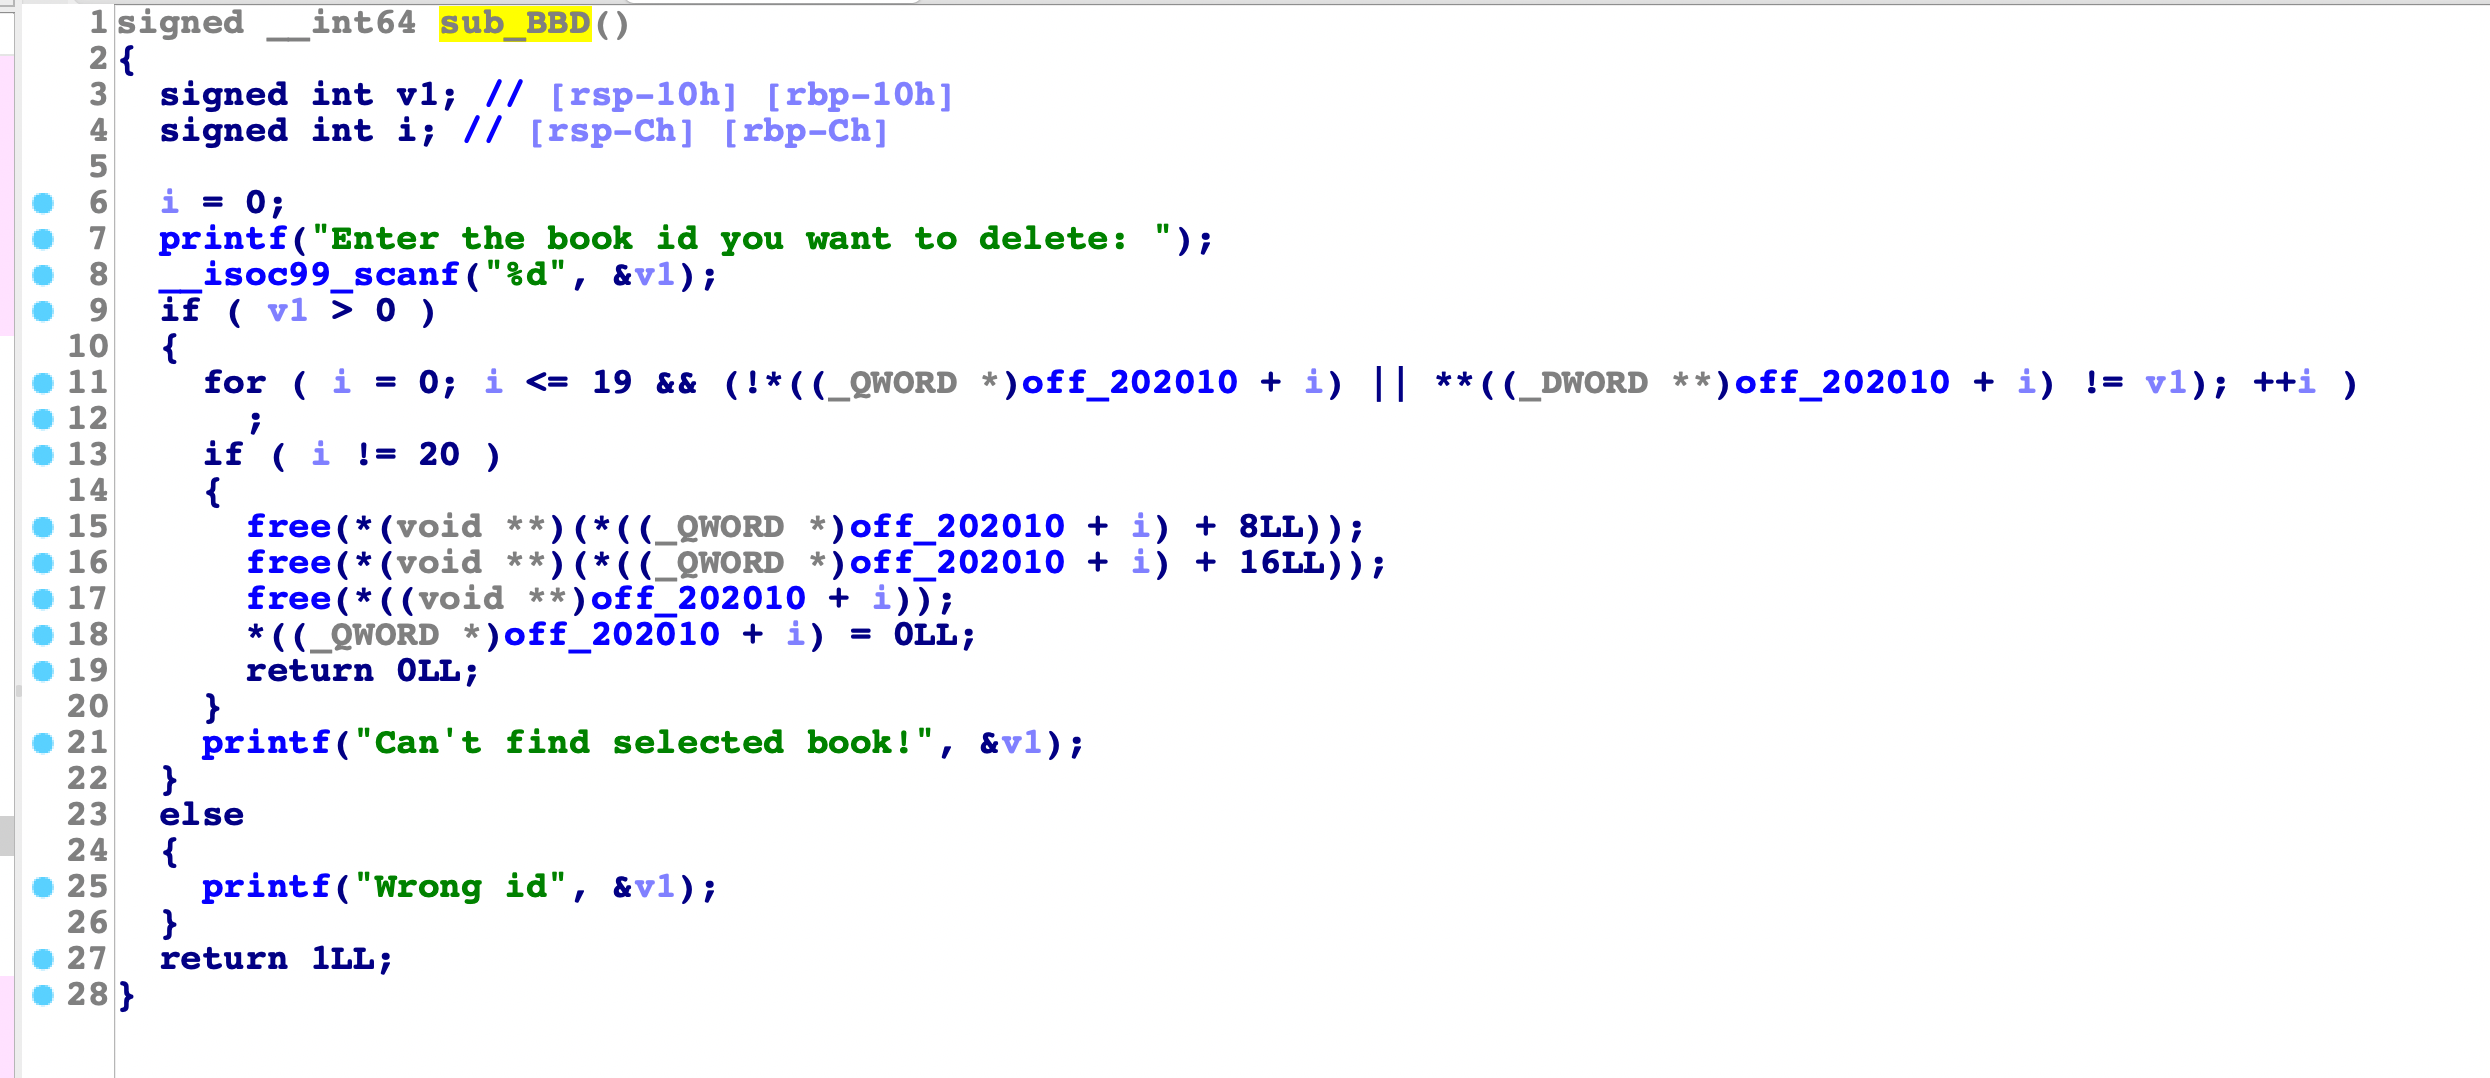 1 signed __int64 sub_BBD()
2 {
3   signed int v1; // [rsp-10h] [rbp-10h]
4   signed int i; // [rsp-Ch] [rbp-Ch]
5
6   i = 0;
7   printf("Enter the book id you want to delete: ");
8   __isoc99_scanf("%d", &v1);
9   if ( v1 > 0 )
10   {
11     for ( i = 0; i <= 19 && (!*((_QWORD *)off_202010 + i) || **((_DWORD **)off_202010 + i) != v1); ++i )
12       ;
13     if ( i != 20 )
14     {
15       free(*(void **)(*((_QWORD *)off_202010 + i) + 8LL));
16       free(*(void **)(*((_QWORD *)off_202010 + i) + 16LL));
17       free(*((void **)off_202010 + i));
18       *((_QWORD *)off_202010 + i) = 0LL;
19       return 0LL;
20     }
21     printf("Can't find selected book!", &v1);
22   }
23   else
24   {
25     printf("Wrong id", &v1);
26   }
27   return 1LL;
28 }